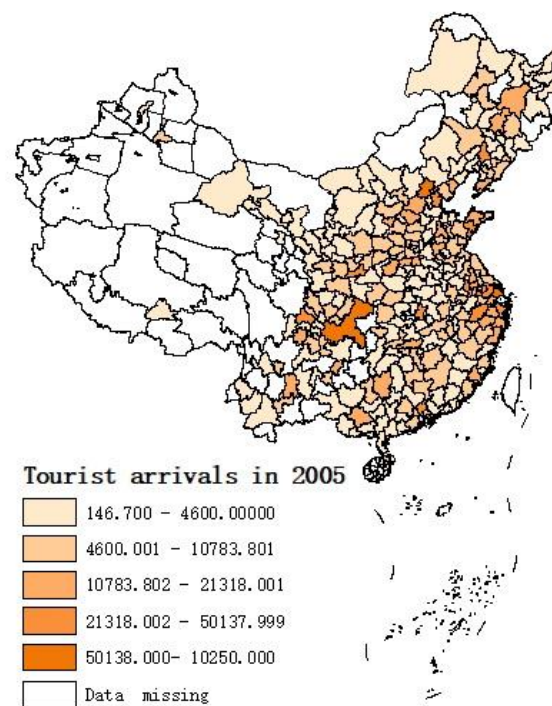 Tourist arrivals in 2005
146.700 - 4600.00000
4600.001 - 10783.801
10783.802 - 21318.001
21318.002 - 50137.999
50138.000- 10250.000
Data missing